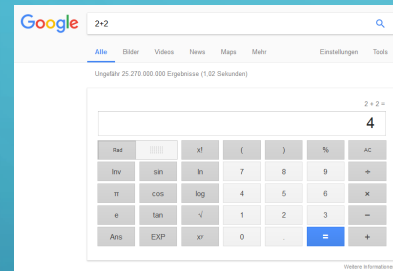 Google 2+2
Alle Bilder Videos News Maps Mehr Einstellungen Tools
Ungefähr 25.270.000.000 Ergebnisse (1,02 Sekunden)
2 + 2 =
4
Rad x! ( ) % AC
Inv sin ln 7 8 9 ÷
π cos log 4 5 6 ×
e tan √ 1 2 3 −
Ans EXP xʸ 0 . = +
Weitere Informationen